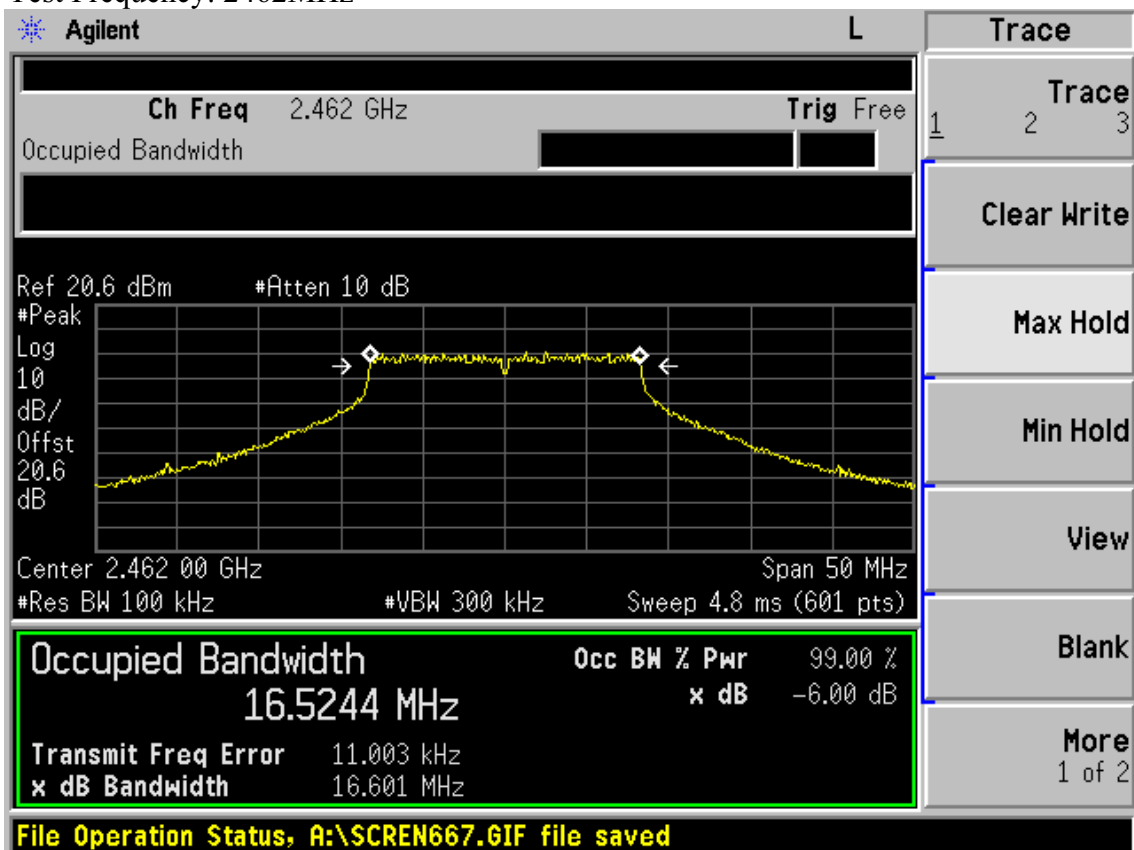 Test Frequency: 2462MHz
Agilent L Trace
Ch Freq 2.462 GHz Trig Free
Occupied Bandwidth
Trace
1 2 3
Clear Write
Max Hold
Min Hold
View
Blank
More
1 of 2
Ref 20.6 dBm #Atten 10 dB
#Peak
Log
10
dB/
Offst
20.6
dB
Center 2.462 00 GHz Span 50 MHz
#Res BW 100 kHz #VBW 300 kHz Sweep 4.8 ms (601 pts)
Occupied Bandwidth Occ BW % Pwr 99.00 %
16.5244 MHz x dB -6.00 dB
Transmit Freq Error 11.003 kHz
x dB Bandwidth 16.601 MHz
File Operation Status, A:\SCREN667.GIF file saved